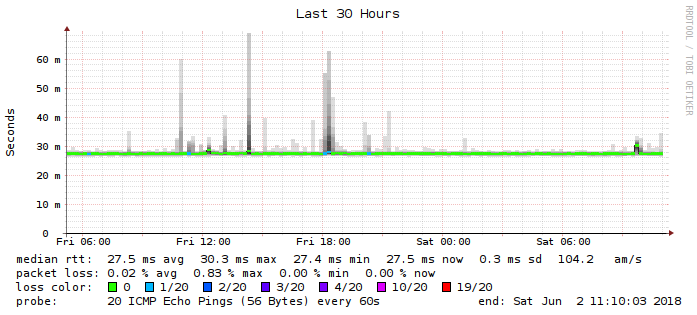 Last 30 Hours
RRDTOOL / TOBI OETIKER
Seconds
60 m
50 m
40 m
30 m
20 m
10 m
0
Fri 06:00 Fri 12:00 Fri 18:00 Sat 00:00 Sat 06:00
median rtt: 27.5 ms avg 30.3 ms max 27.4 ms min 27.5 ms now 0.3 ms sd 104.2 am/s
packet loss: 0.02 % avg 0.83 % max 0.00 % min 0.00 % now
loss color: 0 1/20 2/20 3/20 4/20 10/20 19/20
probe: 20 ICMP Echo Pings (56 Bytes) every 60s end: Sat Jun 2 11:10:03 2018